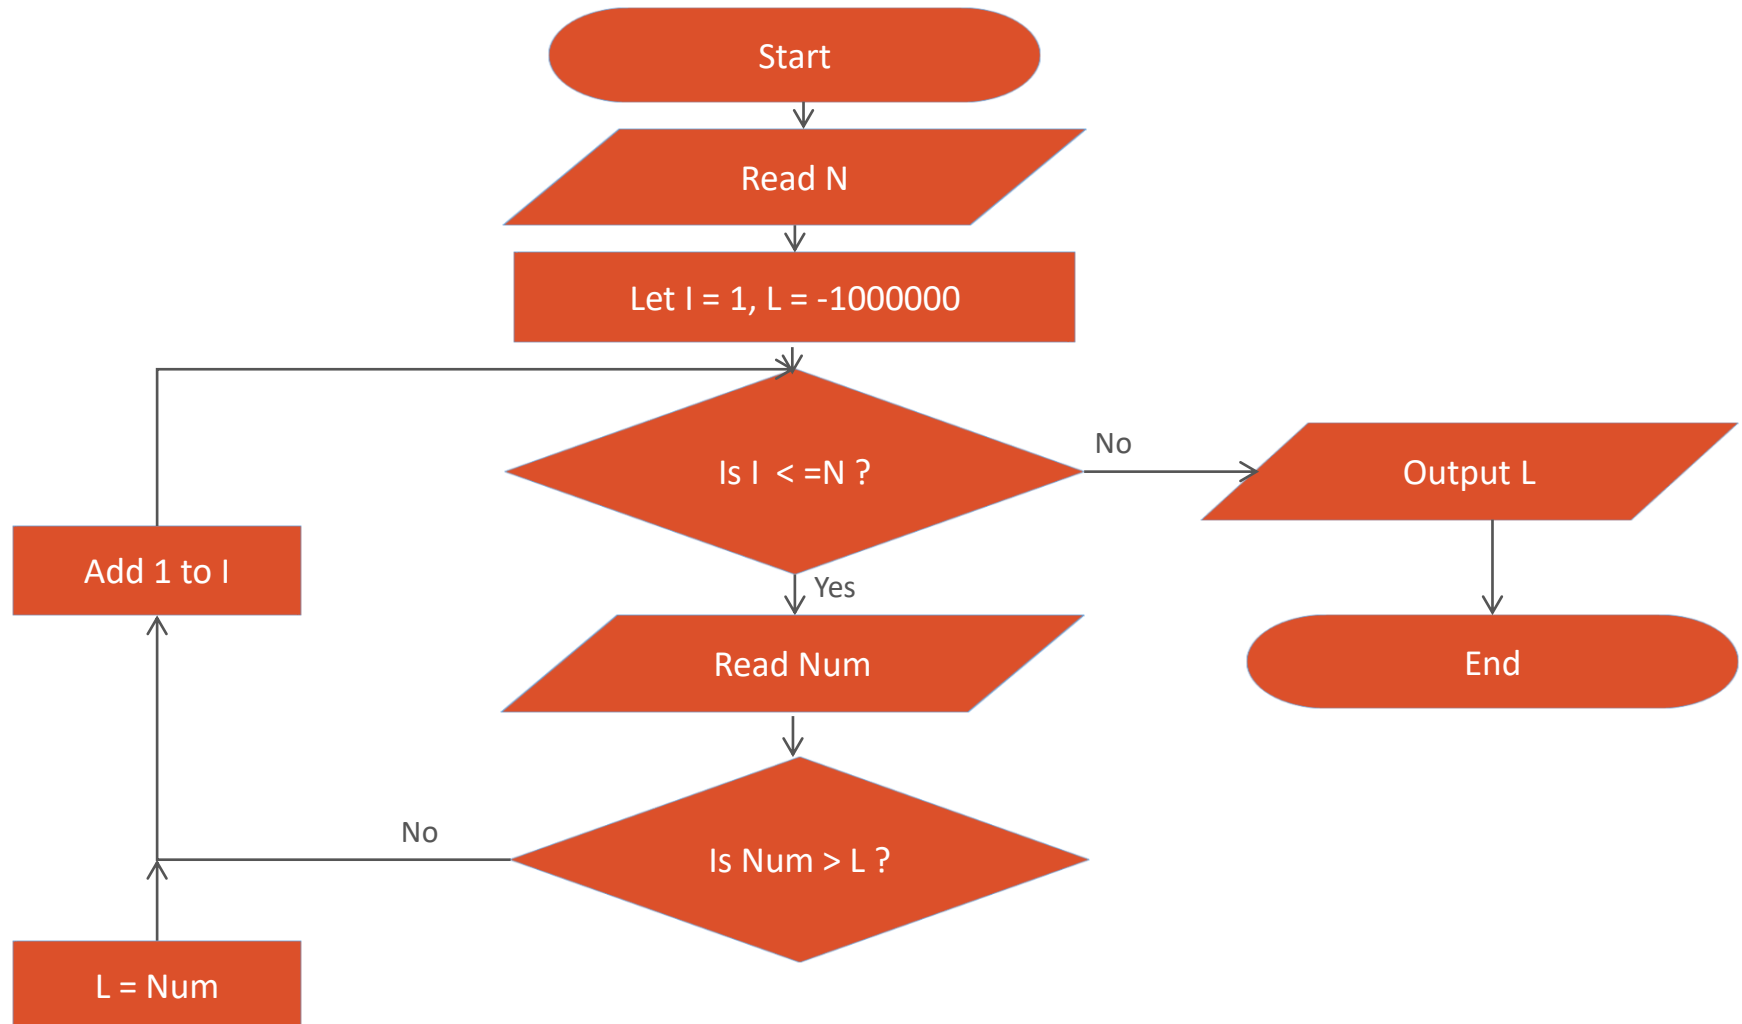 Start
Read N
Let I = 1, L = -1000000
Is I  < =N ?
No
Output L
Add 1 to I
Yes
Read Num
End
No
Is Num > L ?
L = Num